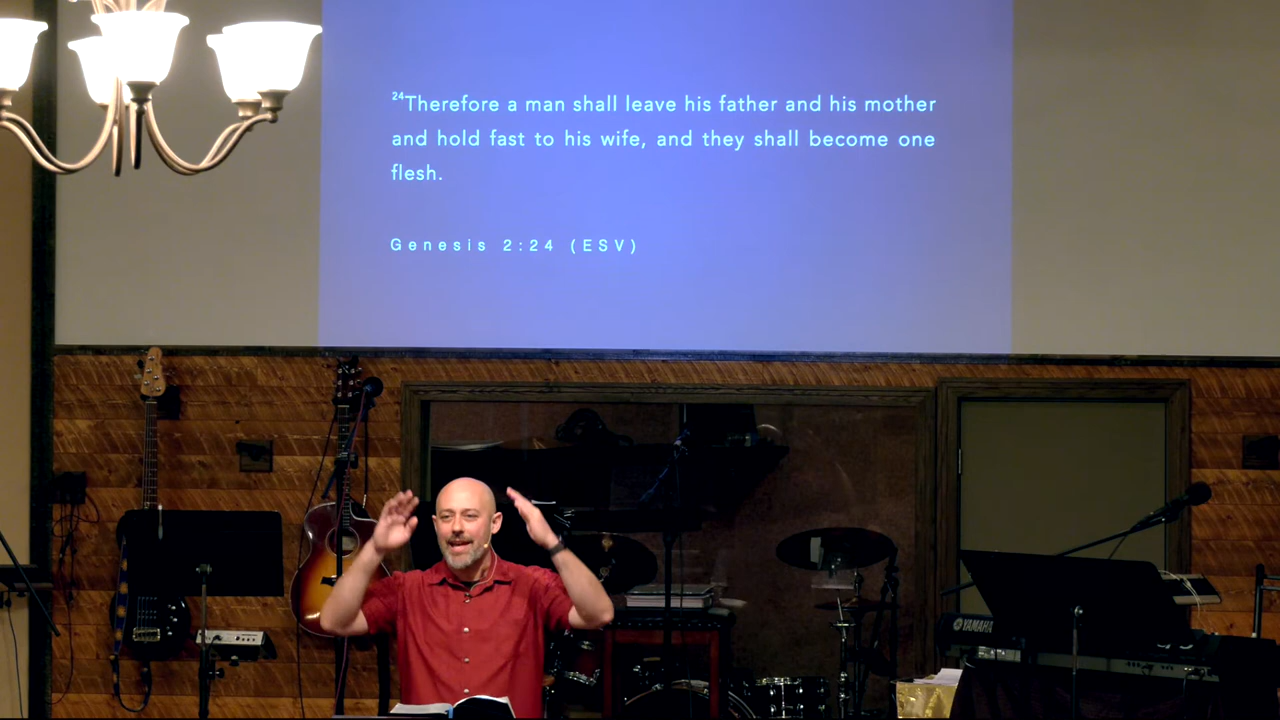 24Therefore a man shall leave his father and his mother
and hold fast to his wife, and they shall become one
flesh.
Genesis 2:24 (ESV)
YAMAHA